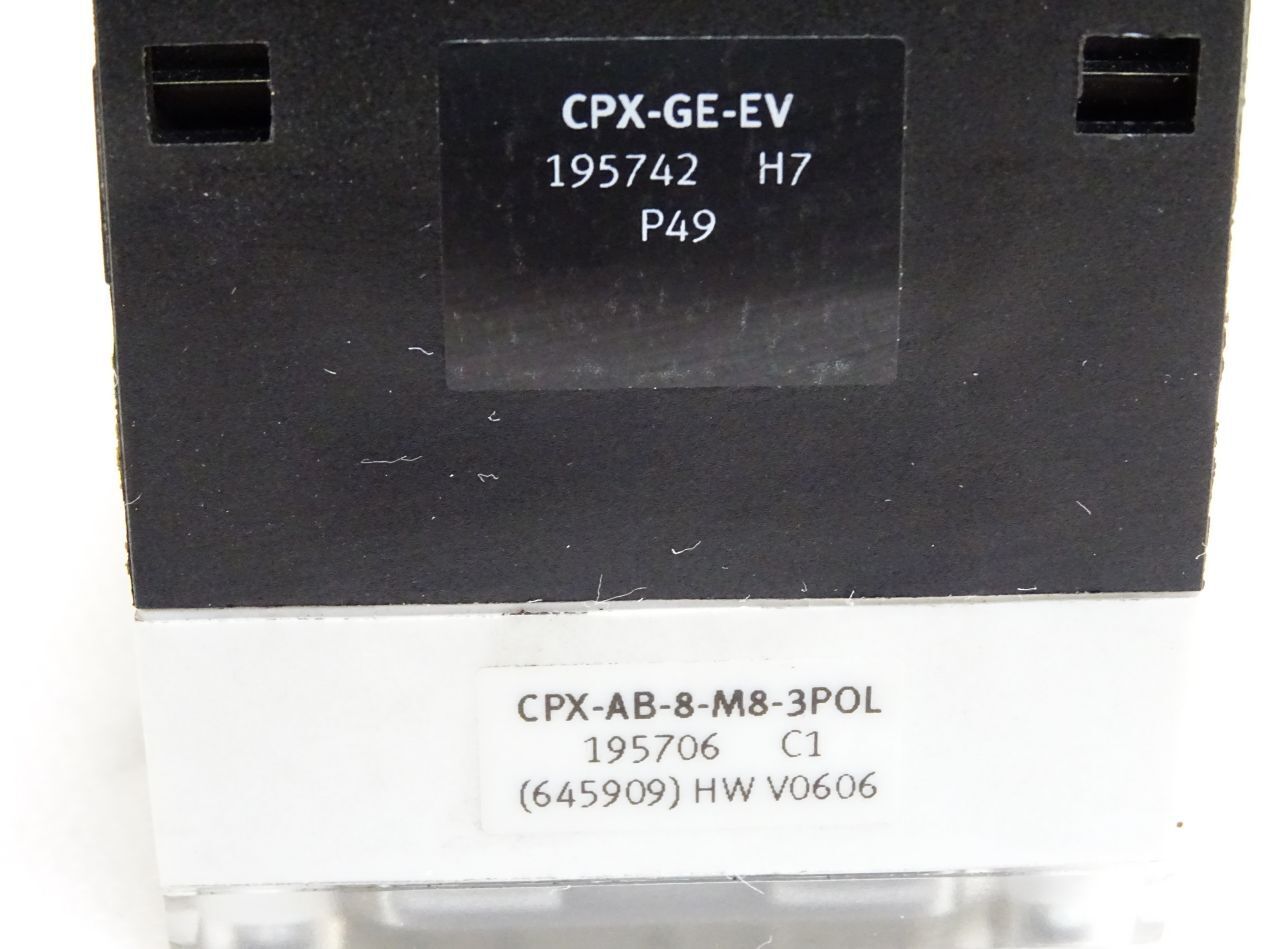 CPX-GE-EV
195742 H7
P49
CPX-AB-8-M8-3POL
195706 C1
(645909) HW V0606